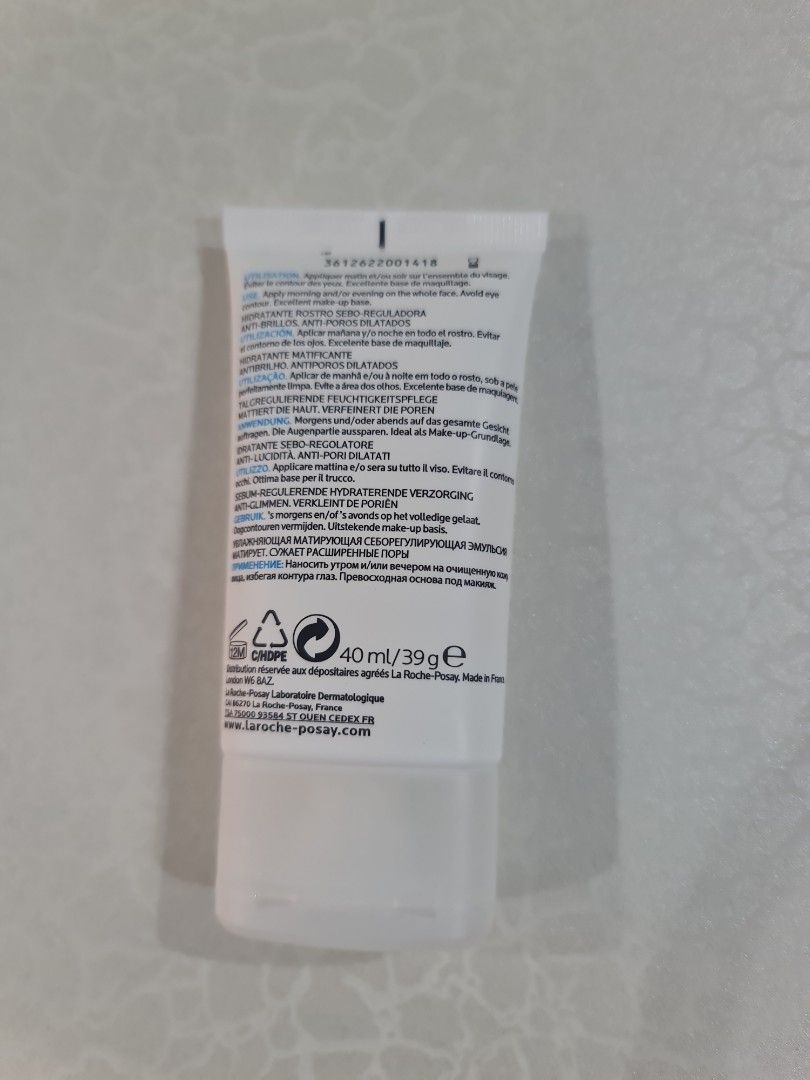 3612622001418
UTILISATION. Appliquer matin et/ou soir sur l'ensemble du visage.
Éviter le contour des yeux. Excellente base de maquillage.
USE. Apply morning and/or evening on the whole face. Avoid eye
contour. Excellent make-up base.
HIDRATANTE ROSTRO SEBO-REGULADORA
ANTI-BRILLOS. ANTI-POROS DILATADOS
UTILIZACIÓN. Aplicar mañana y/o noche en todo el rostro. Evitar
el contorno de los ojos. Excelente base de maquillaje.
HIDRATANTE MATIFICANTE
ANTIBRILHO. ANTIPOROS DILATADOS
UTILIZAÇÃO. Aplicar de manhã e/ou à noite em todo o rosto, sob a pele
perfeitamente limpa. Evite a área dos olhos. Excelente base de maquilagem.
TALGREGULIERENDE FEUCHTIGKEITSPFLEGE
MATTIERT DIE HAUT. VERFEINERT DIE POREN
ANWENDUNG. Morgens und/oder abends auf das gesamte Gesicht
auftragen. Die Augenpartie aussparen. Ideal als Make-up-Grundlage.
IDRATANTE SEBO-REGOLATORE
ANTI-LUCIDITÀ. ANTI-PORI DILATATI
UTILIZZO. Applicare mattina e/o sera su tutto il viso. Evitare il contorno
occhi. Ottima base per il trucco.
SEBUM-REGULERENDE HYDRATERENDE VERZORGING
ANTI-GLIMMEN. VERKLEINT DE PORIËN
GEBRUIK. 's morgens en/of 's avonds op het volledige gelaat.
Oogcontouren vermijden. Uitstekende make-up basis.
УВЛАЖНЯЮЩАЯ МАТИРУЮЩАЯ СЕБОРЕГУЛИРУЮЩАЯ ЭМУЛЬСИЯ
МАТИРУЕТ. СУЖАЕТ РАСШИРЕННЫЕ ПОРЫ
ПРИМЕНЕНИЕ: Наносить утром и/или вечером на очищенную кожу
лица, избегая контура глаз. Превосходная основа под макияж.
12M C/HDPE 40 ml/39 g e
Distribution réservée aux dépositaires agréés La Roche-Posay. Made in France
London W6 8AZ.
La Roche-Posay Laboratoire Dermatologique
86270 La Roche-Posay, France
TSA 75000 93584 ST OUEN CEDEX FR
www.laroche-posay.com